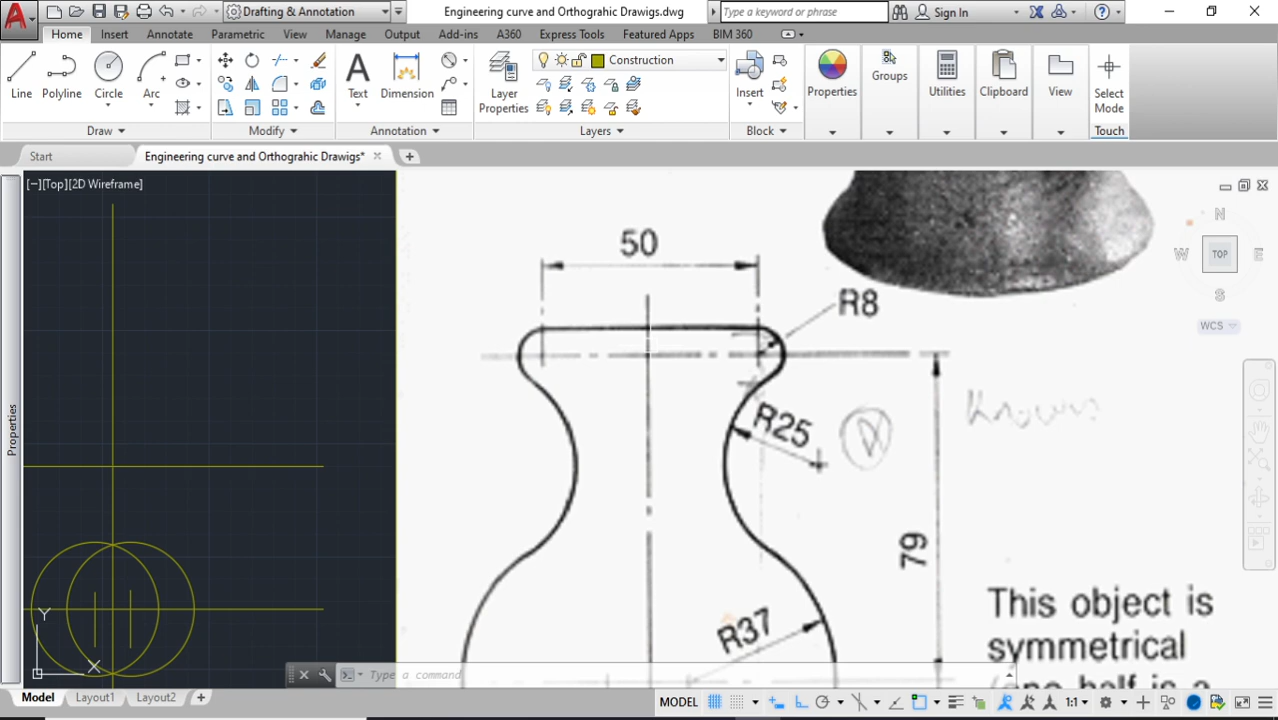 Drafting & Annotation
Engineering curve and Orthograhic Drawigs.dwg
Type a keyword or phrase
Sign In
Home Insert Annotate Parametric View Manage Output Add-ins A360 Express Tools Featured Apps BIM 360
Line Polyline Circle Arc
Text Dimension
Layer Properties
Construction
Insert
Properties Groups Utilities Clipboard View
Select Mode
Draw Modify Annotation Layers Block Touch
Start
Engineering curve and Orthograhic Drawigs*
[−][Top][2D Wireframe]
N
W TOP E
S
WCS
50
R8
R25
79
R37
Known
This object is
symmetrical
(one half is a
Properties
Y
X
Type a command
Model Layout1 Layout2
MODEL
1:1